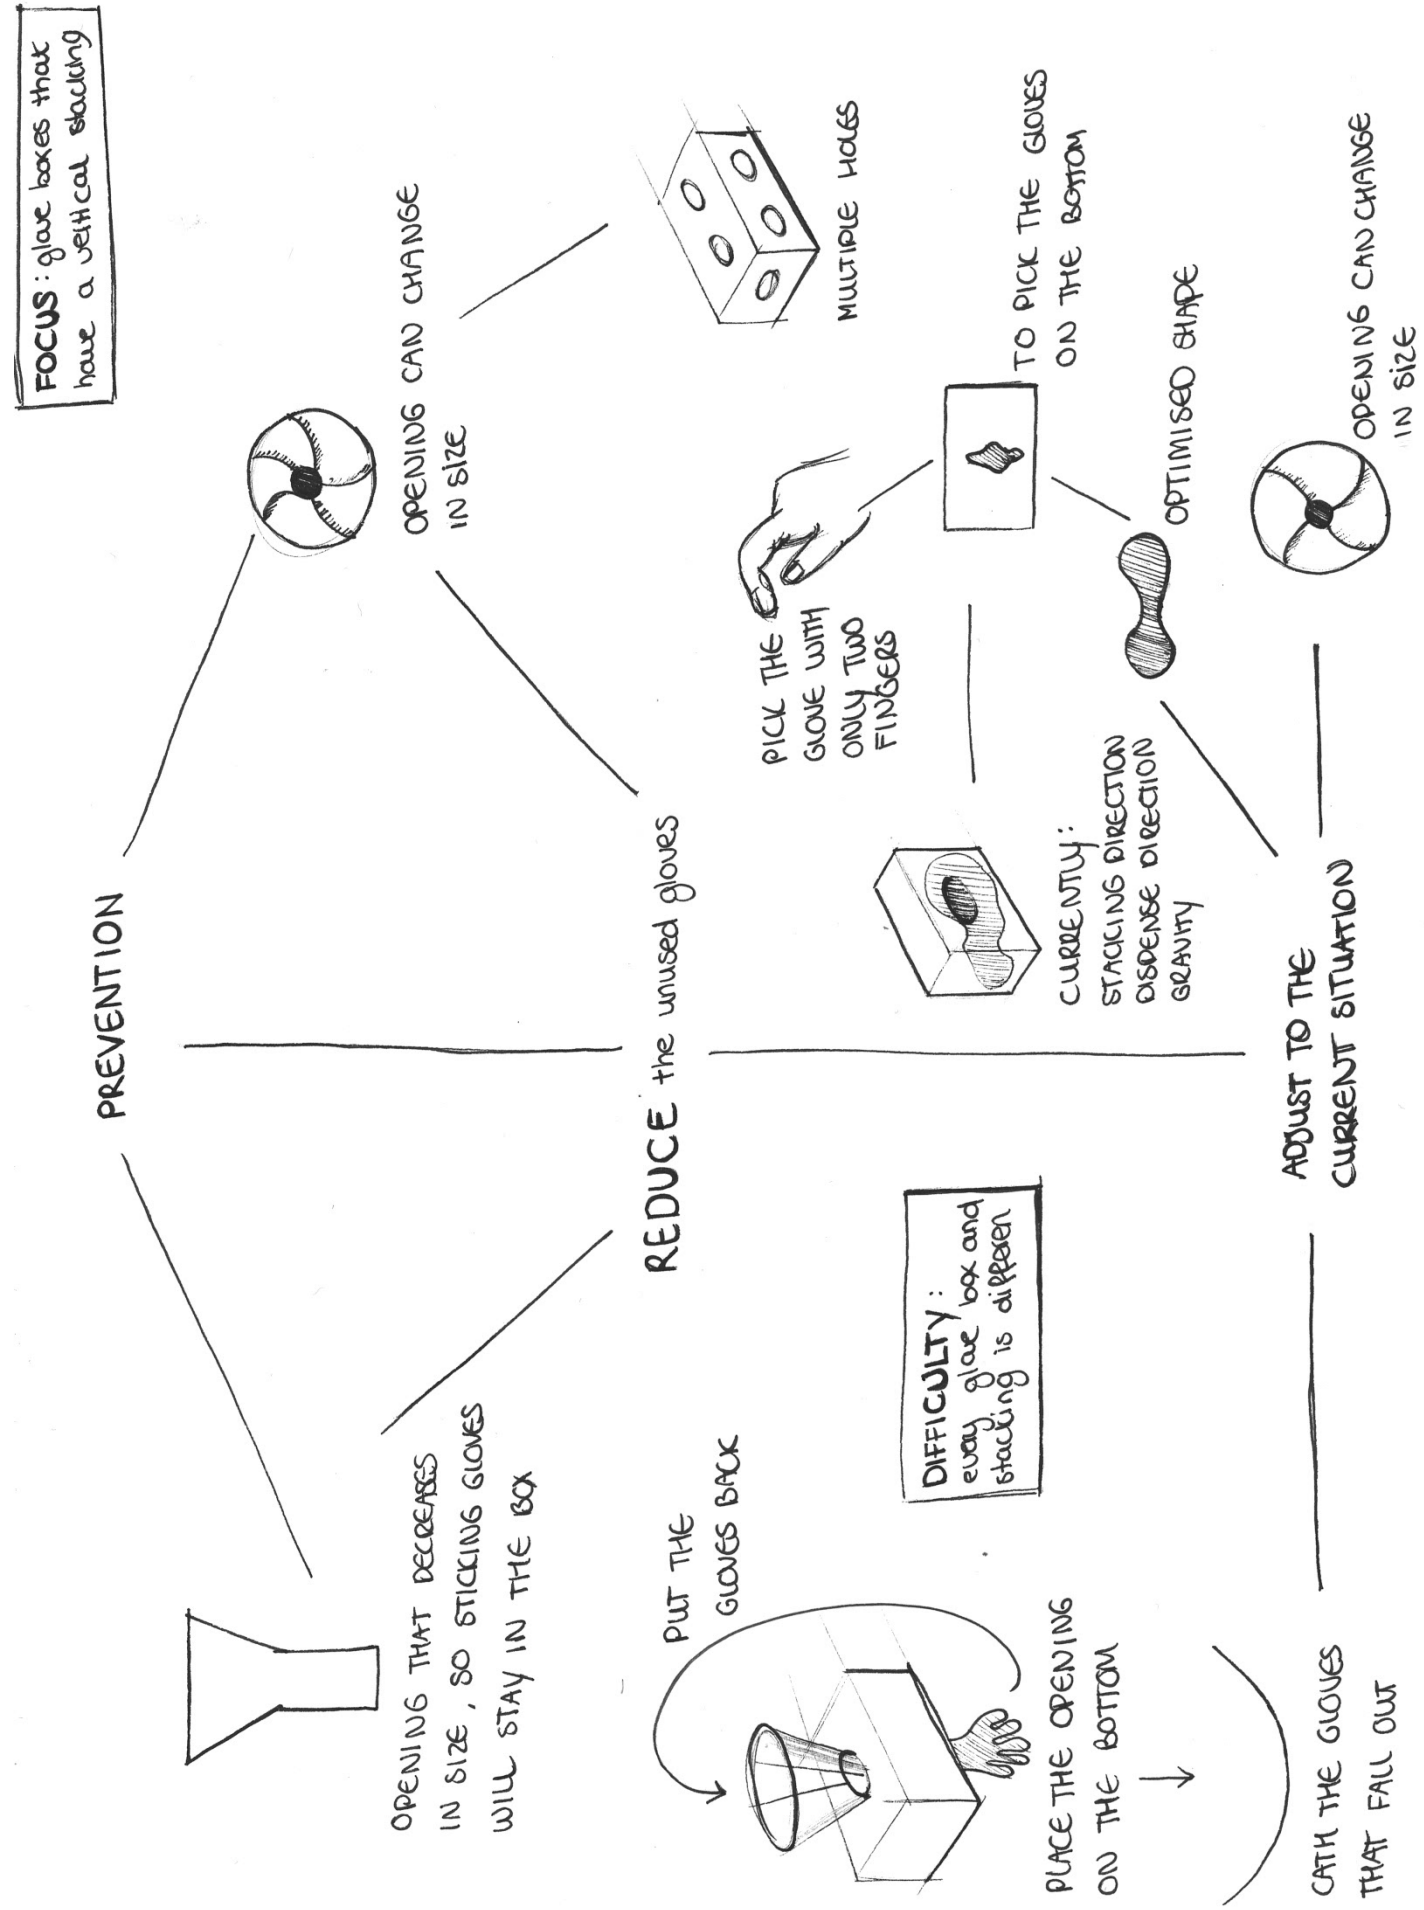 FOCUS: glove boxes that
have a vertical stacking
PREVENTION
OPENING THAT DECREASES
IN SIZE, SO STICKING GLOVES
WILL STAY IN THE BOX
OPENING CAN CHANGE
IN SIZE
REDUCE the unused gloves
PUT THE
GLOVES BACK
MULTIPLE HOLES
PICK THE
GLOVE WITH
ONLY TWO
FINGERS
DIFFICULTY:
every glove box and
stacking is differen
TO PICK THE GLOVES
ON THE BOTTOM
PLACE THE OPENING
ON THE BOTTOM
CURRENTLY:
STACKING DIRECTION
DISPENSE DIRECTION
GRAVITY
OPTIMISED SHAPE
ADJUST TO THE
CURRENT SITUATION
CATH THE GLOVES
THAT FALL OUT
OPENING CAN CHANGE
IN SIZE